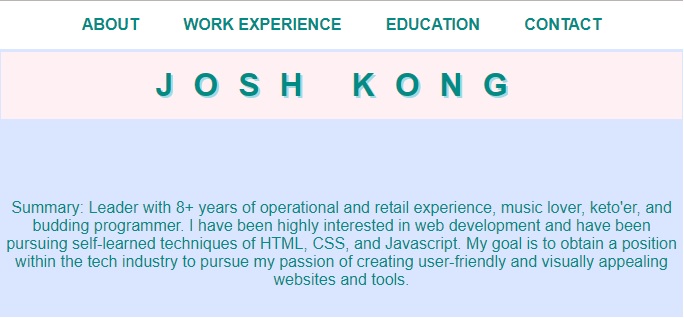 ABOUT WORK EXPERIENCE EDUCATION CONTACT
JOSH KONG
Summary: Leader with 8+ years of operational and retail experience, music lover, keto'er, and
budding programmer. I have been highly interested in web development and have been
pursuing self-learned techniques of HTML, CSS, and Javascript. My goal is to obtain a position
within the tech industry to pursue my passion of creating user-friendly and visually appealing
websites and tools.